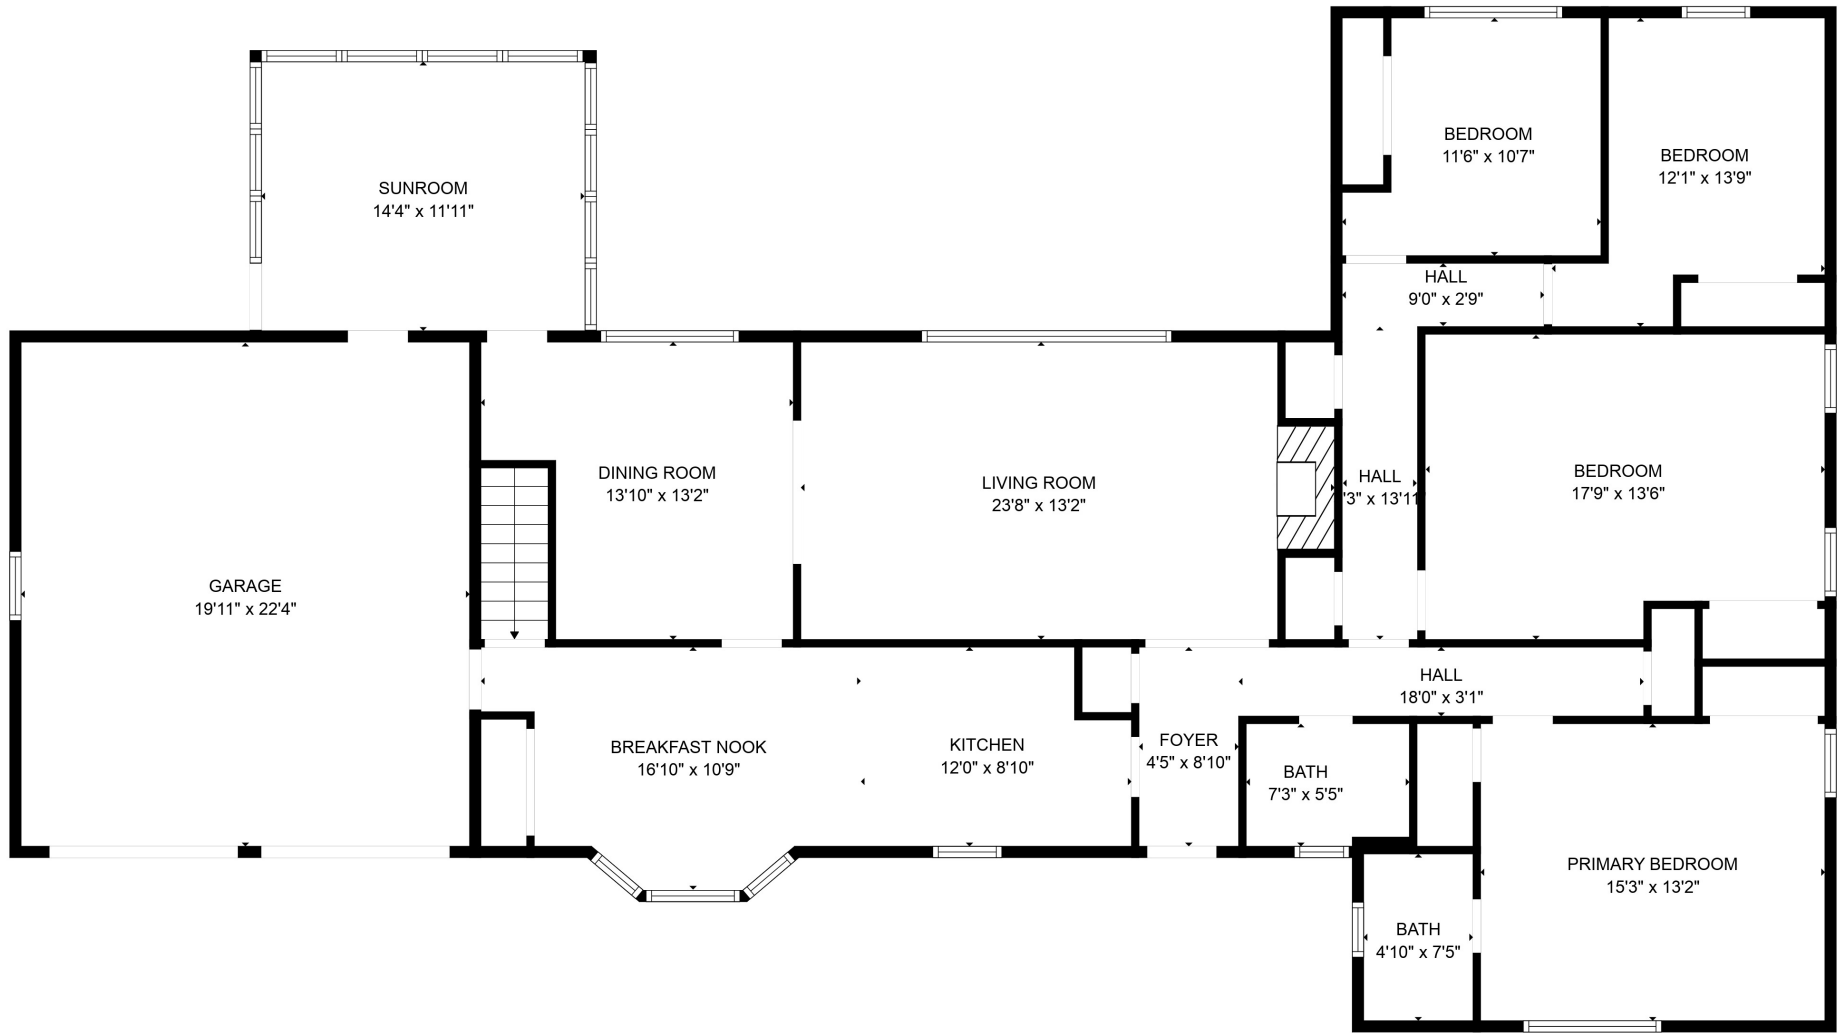 BEDROOM
11'6" x 10'7"
BEDROOM
12'1" x 13'9"
SUNROOM
14'4" x 11'11"
HALL
9'0" x 2'9"
DINING ROOM
13'10" x 13'2"
LIVING ROOM
23'8" x 13'2"
HALL
'3" x 13'11"
BEDROOM
17'9" x 13'6"
GARAGE
19'11" x 22'4"
HALL
18'0" x 3'1"
BREAKFAST NOOK
16'10" x 10'9"
KITCHEN
12'0" x 8'10"
FOYER
4'5" x 8'10"
BATH
7'3" x 5'5"
PRIMARY BEDROOM
15'3" x 13'2"
BATH
4'10" x 7'5"